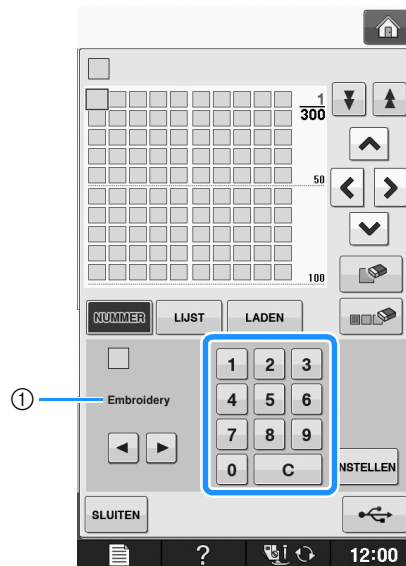 1
300
50
100
NUMMER LIJST LADEN
① Embroidery
1 2 3
4 5 6
7 8 9
0 C
NSTELLEN
SLUITEN
? 12:00